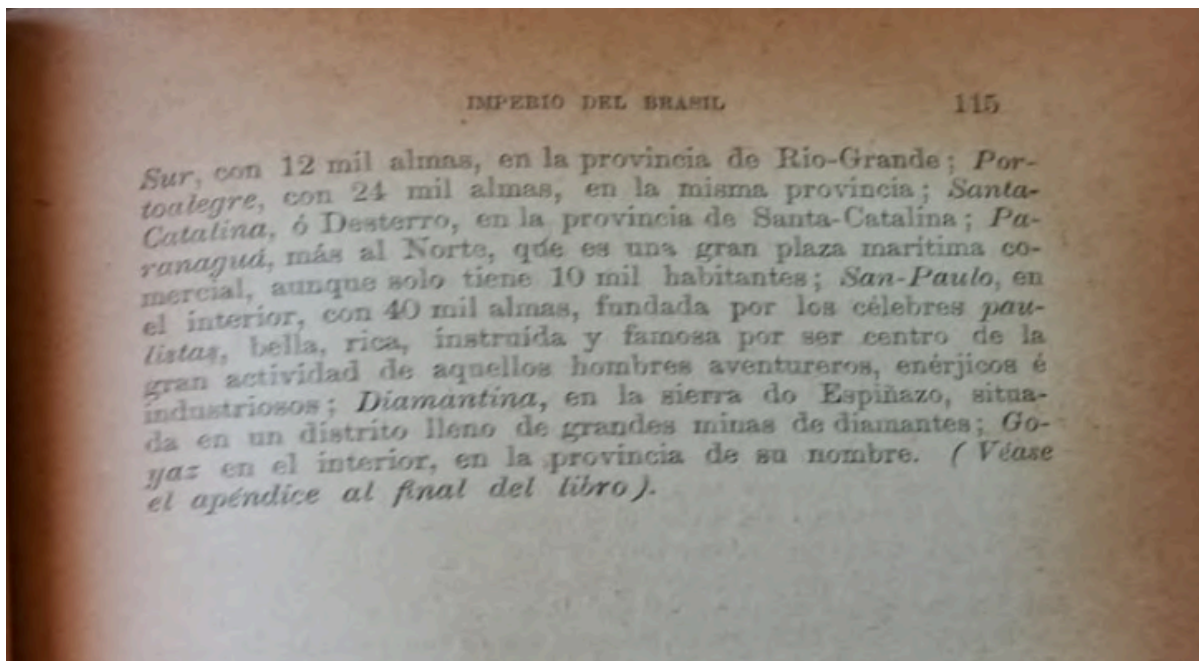 IMPERIO DEL BRASIL 115
Sur, con 12 mil almas, en la provincia de Rio-Grande; Por-
toalegre, con 24 mil almas, en la misma provincia; Santa-
Catalina, ó Desterro, en la provincia de Santa-Catalina; Pa-
ranaguá, más al Norte, que es una gran plaza marítima co-
mercial, aunque solo tiene 10 mil habitantes; San-Paulo, en
el interior, con 40 mil almas, fundada por los célebres pau-
listas, bella, rica, instruída y famosa por ser centro de la
gran actividad de aquellos hombres aventureros, enérjicos é
industriosos; Diamantina, en la sierra do Espiñazo, situa-
da en un distrito lleno de grandes minas de diamantes; Go-
yaz en el interior, en la provincia de su nombre. (Véase
el apéndice al final del libro).